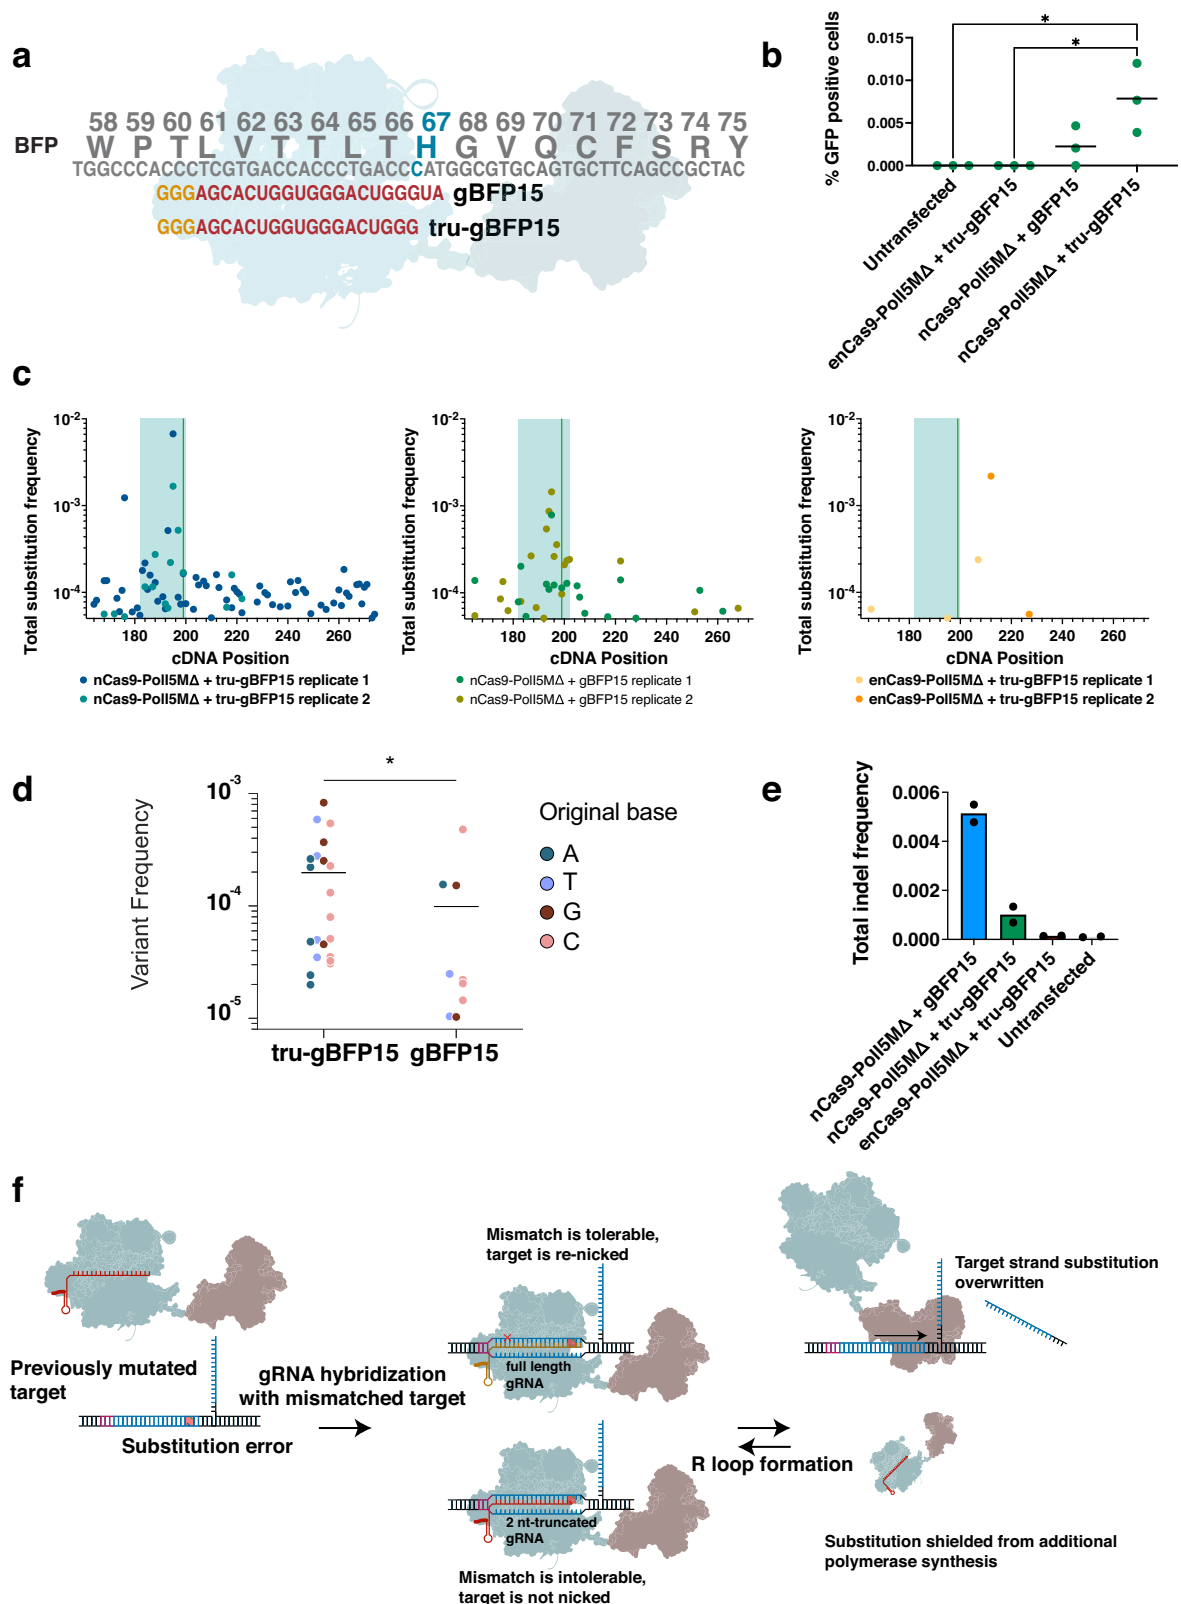 a
58 59 60 61 62 63 64 65 66 67 68 69 70 71 72 73 74 75
BFP W P T L V T T L T H G V Q C F S R Y
TGGCCCACCCTCGTGACCACCCTGACCCATGGCGTGCAGTGCTTCAGCCGCTAC
GGGAGCACUGGUGGGACUGGGUA gBFP15
GGGAGCACUGGUGGGACUGGG tru-gBFP15
b
% GFP positive cells
0.015
0.010
0.005
0.000
*
*
Untransfected
enCas9-PolI5MΔ + tru-gBFP15
nCas9-PolI5MΔ + gBFP15
nCas9-PolI5MΔ + tru-gBFP15
c
Total substitution frequency
10-2
10-3
10-4
180 200 220 240 260
cDNA Position
nCas9-PolI5MΔ + tru-gBFP15 replicate 1
nCas9-PolI5MΔ + tru-gBFP15 replicate 2
Total substitution frequency
10-2
10-3
10-4
180 200 220 240 260
cDNA Position
nCas9-PolI5MΔ + gBFP15 replicate 1
nCas9-PolI5MΔ + gBFP15 replicate 2
Total substitution frequency
10-2
10-3
10-4
180 200 220 240 260
cDNA Position
enCas9-PolI5MΔ + tru-gBFP15 replicate 1
enCas9-PolI5MΔ + tru-gBFP15 replicate 2
d
Variant Frequency
10-3
10-4
10-5
*
tru-gBFP15 gBFP15
Original base
A
T
G
C
e
Total indel frequency
0.006
0.004
0.002
0.000
nCas9-PolI5MΔ + gBFP15
nCas9-PolI5MΔ + tru-gBFP15
enCas9-PolI5MΔ + tru-gBFP15
Untransfected
f
Previously mutated
target
Substitution error
gRNA hybridization
with mismatched target
Mismatch is tolerable,
target is re-nicked
full length
gRNA
2 nt-truncated
gRNA
Mismatch is intolerable,
target is not nicked
R loop formation
Target strand substitution
overwritten
Substitution shielded from additional
polymerase synthesis